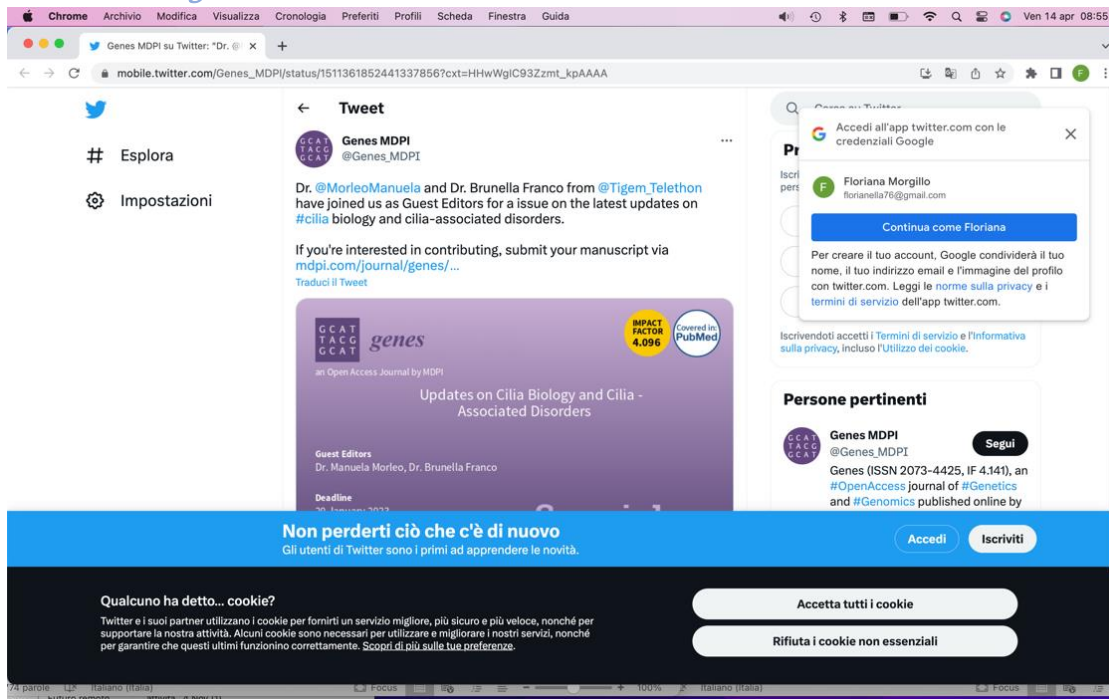 Chrome Archivio Modifica Visualizza Cronologia Preferiti Profili Scheda Finestra Guida
Ven 14 apr 08:55
Genes MDPI su Twitter: "Dr. @
mobile.twitter.com/Genes_MDPI/status/1511361852441337856?cxt=HHwWgIC93Zzmt_kpAAAA
Esplora
Impostazioni
Tweet
GCAT
TACG
GCAT
Genes MDPI
@Genes_MDPI
Dr. @MorleoManuela and Dr. Brunella Franco from @Tigem_Telethon
have joined us as Guest Editors for a issue on the latest updates on
#cilia biology and cilia-associated disorders.
If you're interested in contributing, submit your manuscript via
mdpi.com/journal/genes/...
Traduci il Tweet
GCAT
TACG
GCAT
genes
IMPACT
FACTOR
4.096
Covered in:
PubMed
an Open Access Journal by MDPI
Updates on Cilia Biology and Cilia -
Associated Disorders
Guest Editors
Dr. Manuela Morleo, Dr. Brunella Franco
Deadline
Accedi all'app twitter.com con le
credenziali Google
F
Floriana Morgillo
florianella76@gmail.com
Continua come Floriana
Per creare il tuo account, Google condividerà il tuo
nome, il tuo indirizzo email e l'immagine del profilo
con twitter.com. Leggi le norme sulla privacy e i
termini di servizio dell'app twitter.com.
Iscrivendoti accetti i Termini di servizio e l'Informativa
sulla privacy, incluso l'Utilizzo dei cookie.
Persone pertinenti
GCAT
TACG
GCAT
Genes MDPI
@Genes_MDPI
Segui
Genes (ISSN 2073-4425, IF 4.141), an
#OpenAccess journal of #Genetics
and #Genomics published online by
Non perderti ciò che c'è di nuovo
Gli utenti di Twitter sono i primi ad apprendere le novità.
Accedi
Iscriviti
Qualcuno ha detto... cookie?
Twitter e i suoi partner utilizzano i cookie per fornirti un servizio migliore, più sicuro e più veloce, nonché per
supportare la nostra attività. Alcuni cookie sono necessari per utilizzare e migliorare i nostri servizi, nonché
per garantire che questi ultimi funzionino correttamente. Scopri di più sulle tue preferenze.
Accetta tutti i cookie
Rifiuta i cookie non essenziali
74 parole Italiano (Italia) Focus 100% Italiano (Italia) Focus